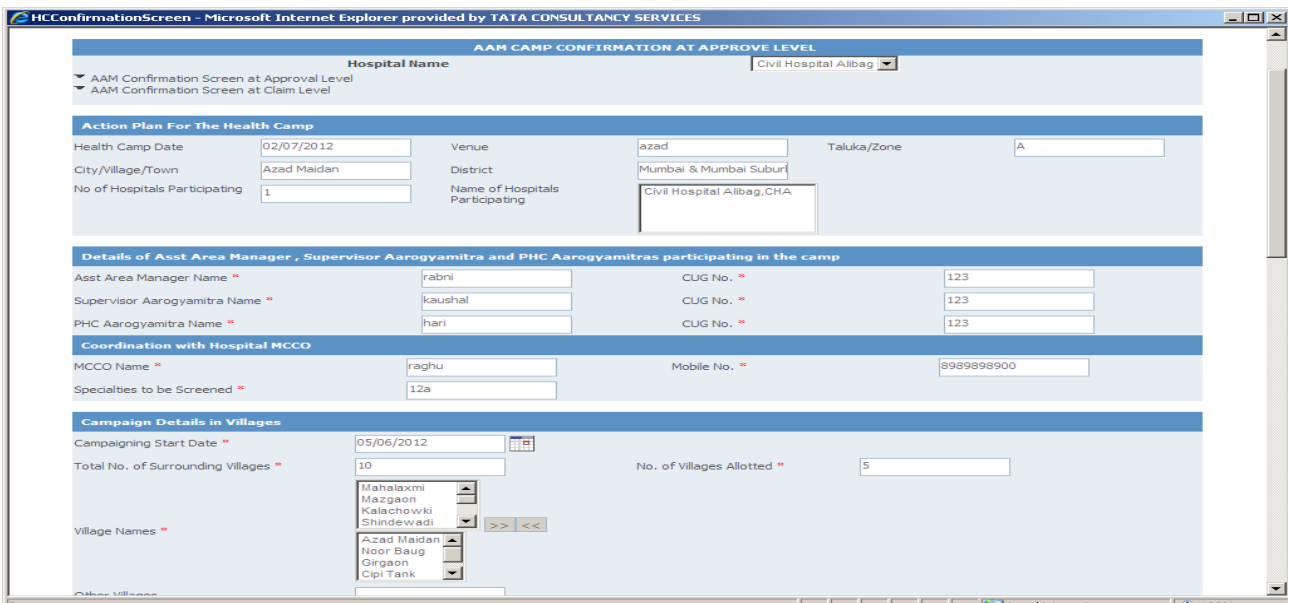 HCConfirmationScreen - Microsoft Internet Explorer provided by TATA CONSULTANCY SERVICES
AAM CAMP CONFIRMATION AT APPROVE LEVEL
Hospital Name Civil Hospital Alibag
AAM Confirmation Screen at Approval Level
AAM Confirmation Screen at Claim Level
Action Plan For The Health Camp
Health Camp Date 02/07/2012 Venue azad Taluka/Zone A
City/Village/Town Azad Maidan District Mumbai & Mumbai Suburl
No of Hospitals Participating 1 Name of Hospitals Participating Civil Hospital Alibag,CHA
Details of Asst Area Manager , Supervisor Aarogyamitra and PHC Aarogyamitras participating in the camp
Asst Area Manager Name * rabni CUG No. * 123
Supervisor Aarogyamitra Name * kaushal CUG No. * 123
PHC Aarogyamitra Name * hari CUG No. * 123
Coordination with Hospital MCCO
MCCO Name * raghu Mobile No. * 8989898900
Specialties to be Screened * 12a
Campaign Details in Villages
Campaigning Start Date * 05/06/2012
Total No. of Surrounding Villages * 10 No. of Villages Allotted * 5
Village Names *
Mahalaxmi
Mazgaon
Kalachowki
Shindewadi
>> <<
Azad Maidan
Noor Baug
Girgaon
Cipi Tank
Other Villages